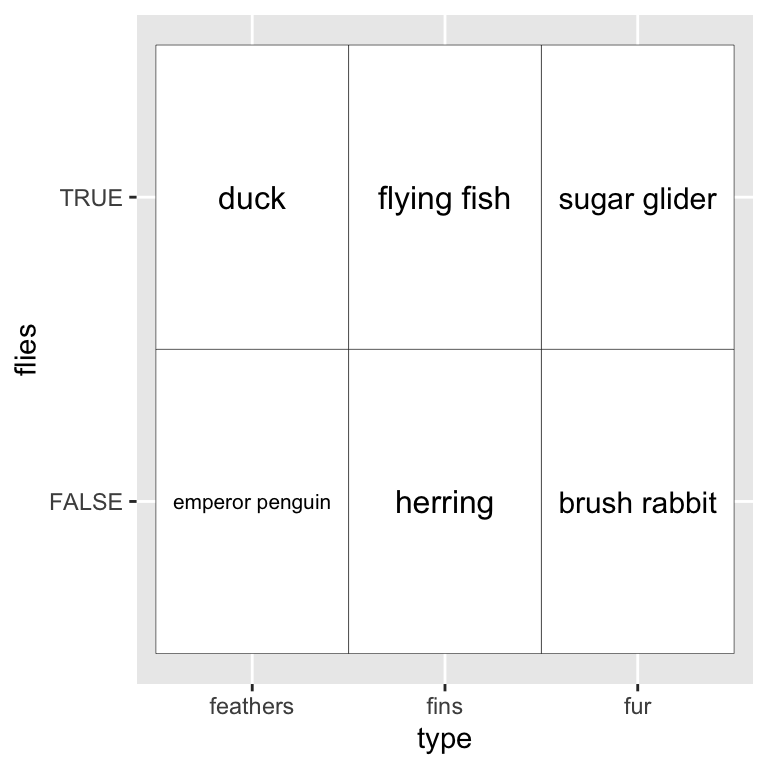 TRUE
duck
flying fish
sugar glider
flies
FALSE
emperor penguin
herring
brush rabbit
feathers
fins
fur
type